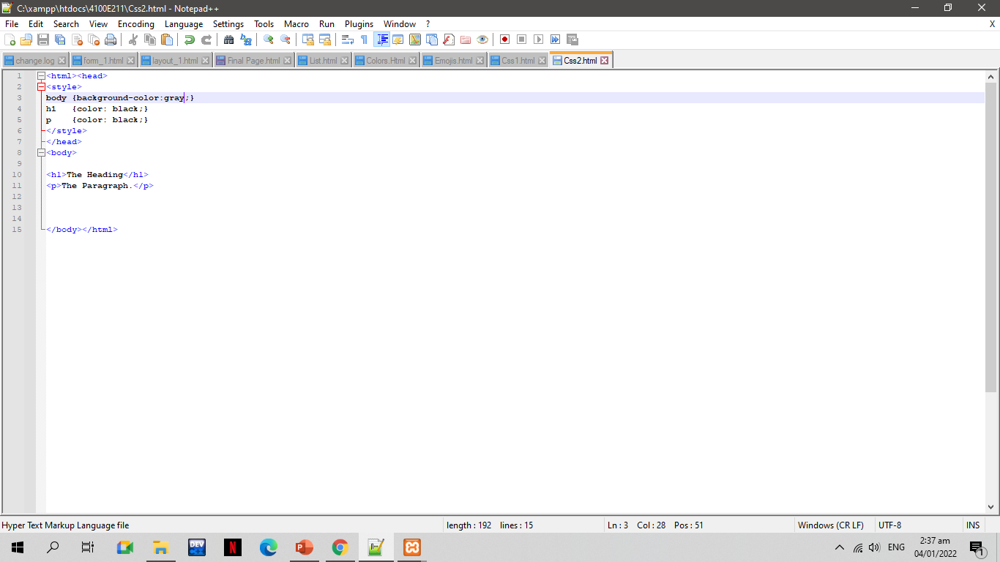 C:\xampp\htdocs\4100E211\Css2.html - Notepad++
File Edit Search View Encoding Language Settings Tools Macro Run Plugins Window ? X
change.log form_1.html layout_1.html Final Page.html List.html Colors.Html Emojis.html Css1.html Css2.html
1 <html><head>
2 <style>
3 body {background-color:gray;}
4 h1 {color: black;}
5 p {color: black;}
6 </style>
7 </head>
8 <body>
9
10 <h1>The Heading</h1>
11 <p>The Paragraph.</p>
12
13
14
15 </body></html>
Hyper Text Markup Language file length : 192 lines : 15 Ln : 3 Col : 28 Pos : 51 Windows (CR LF) UTF-8 INS
DEV C++ N P n++ ENG 2:37 am 1
04/01/2022